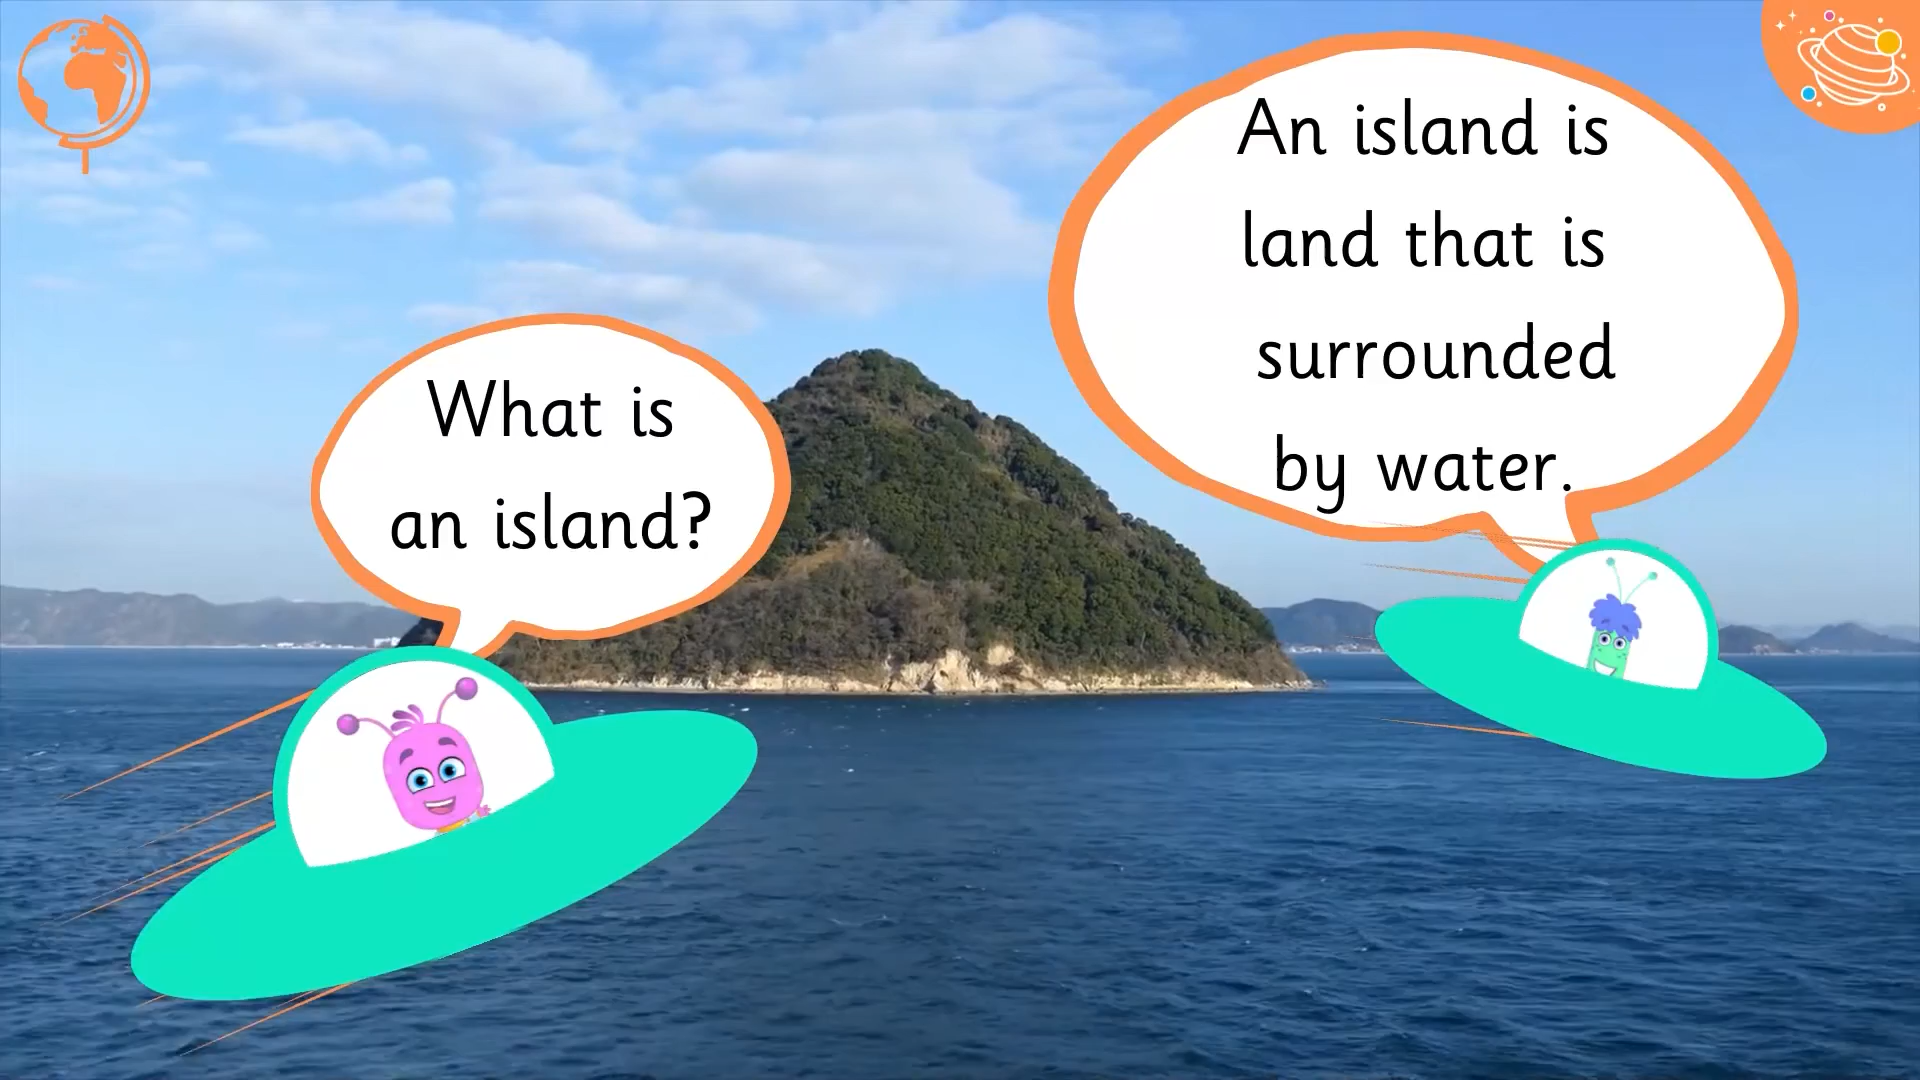 What is
an island?
An island is
land that is
surrounded
by water.